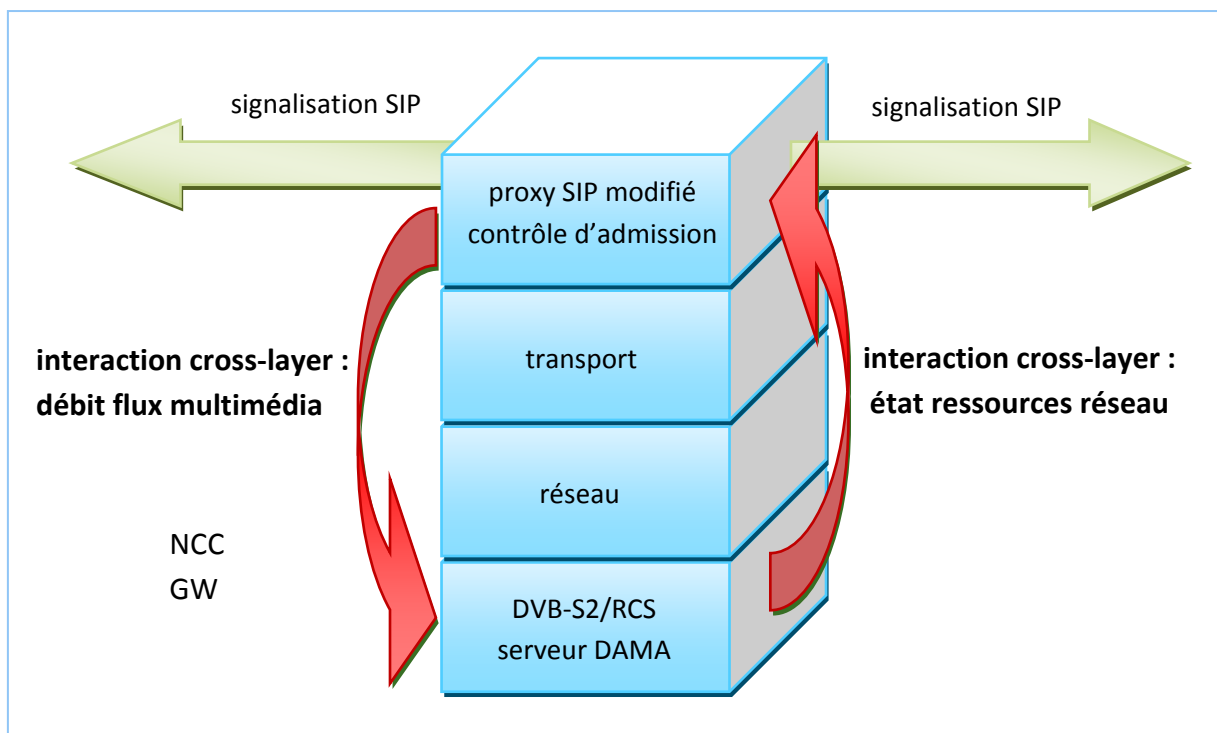 signalisation SIP
signalisation SIP
proxy SIP modifié
contrôle d'admission
interaction cross-layer :
débit flux multimédia
transport
interaction cross-layer :
état ressources réseau
réseau
NCC
GW
DVB-S2/RCS
serveur DAMA